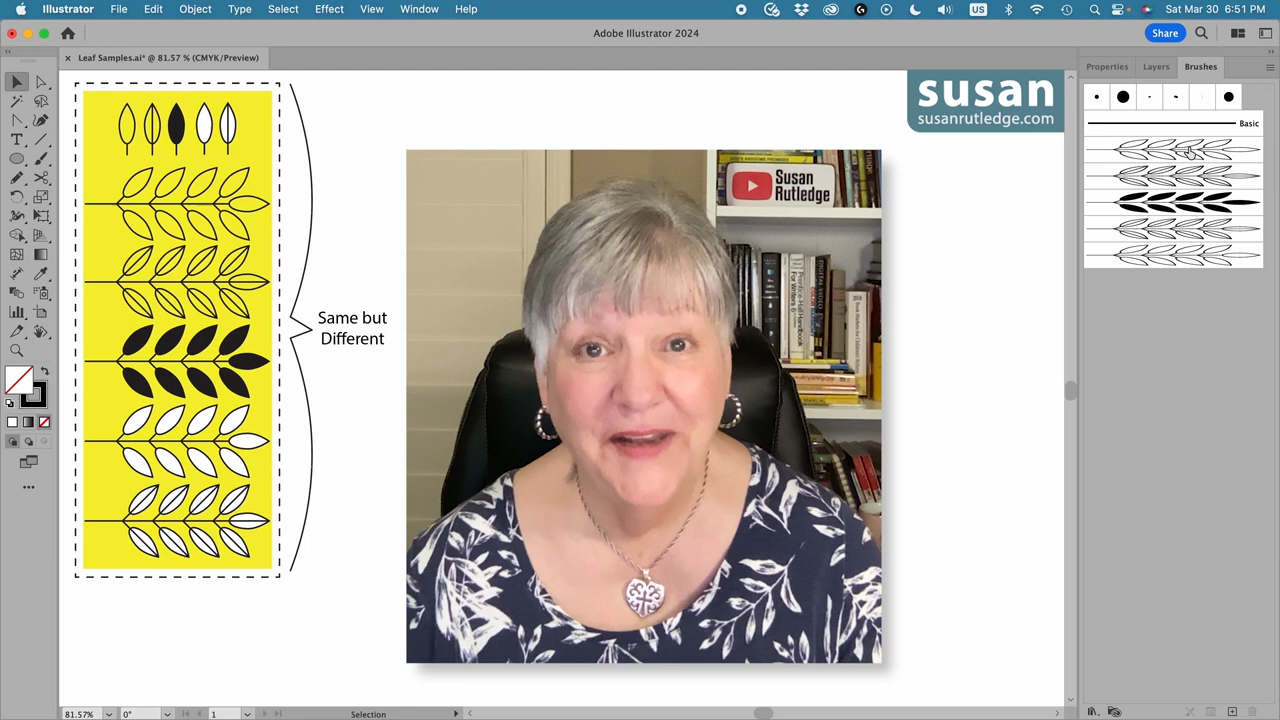 Illustrator File Edit Object Type Select Effect View Window Help US Sat Mar 30 6:51 PM
Adobe Illustrator 2024
Share
× Leaf Samples.ai* @ 81.57 % (CMYK/Preview)
Properties Layers Brushes
susan
susanrutledge.com
Basic
Susan
Rutledge
Same but
Different
81.57% 0° 1 Selection